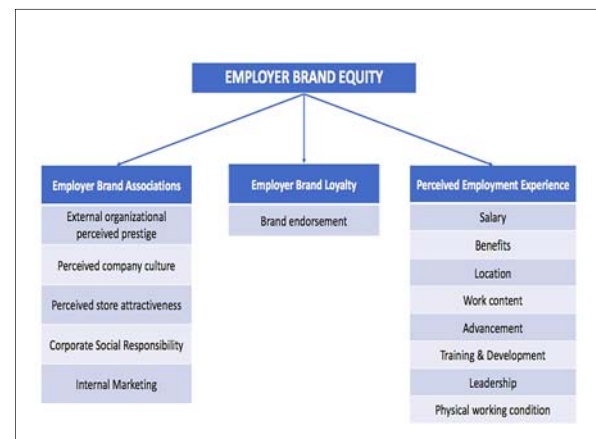 EMPLOYER BRAND EQUITY
Employer Brand Associations
External organizational
perceived prestige
Perceived company culture
Perceived store attractiveness
Corporate Social Responsibility
Internal Marketing
Employer Brand Loyalty
Brand endorsement
Perceived Employment Experience
Salary
Benefits
Location
Work content
Advancement
Training & Development
Leadership
Physical working condition